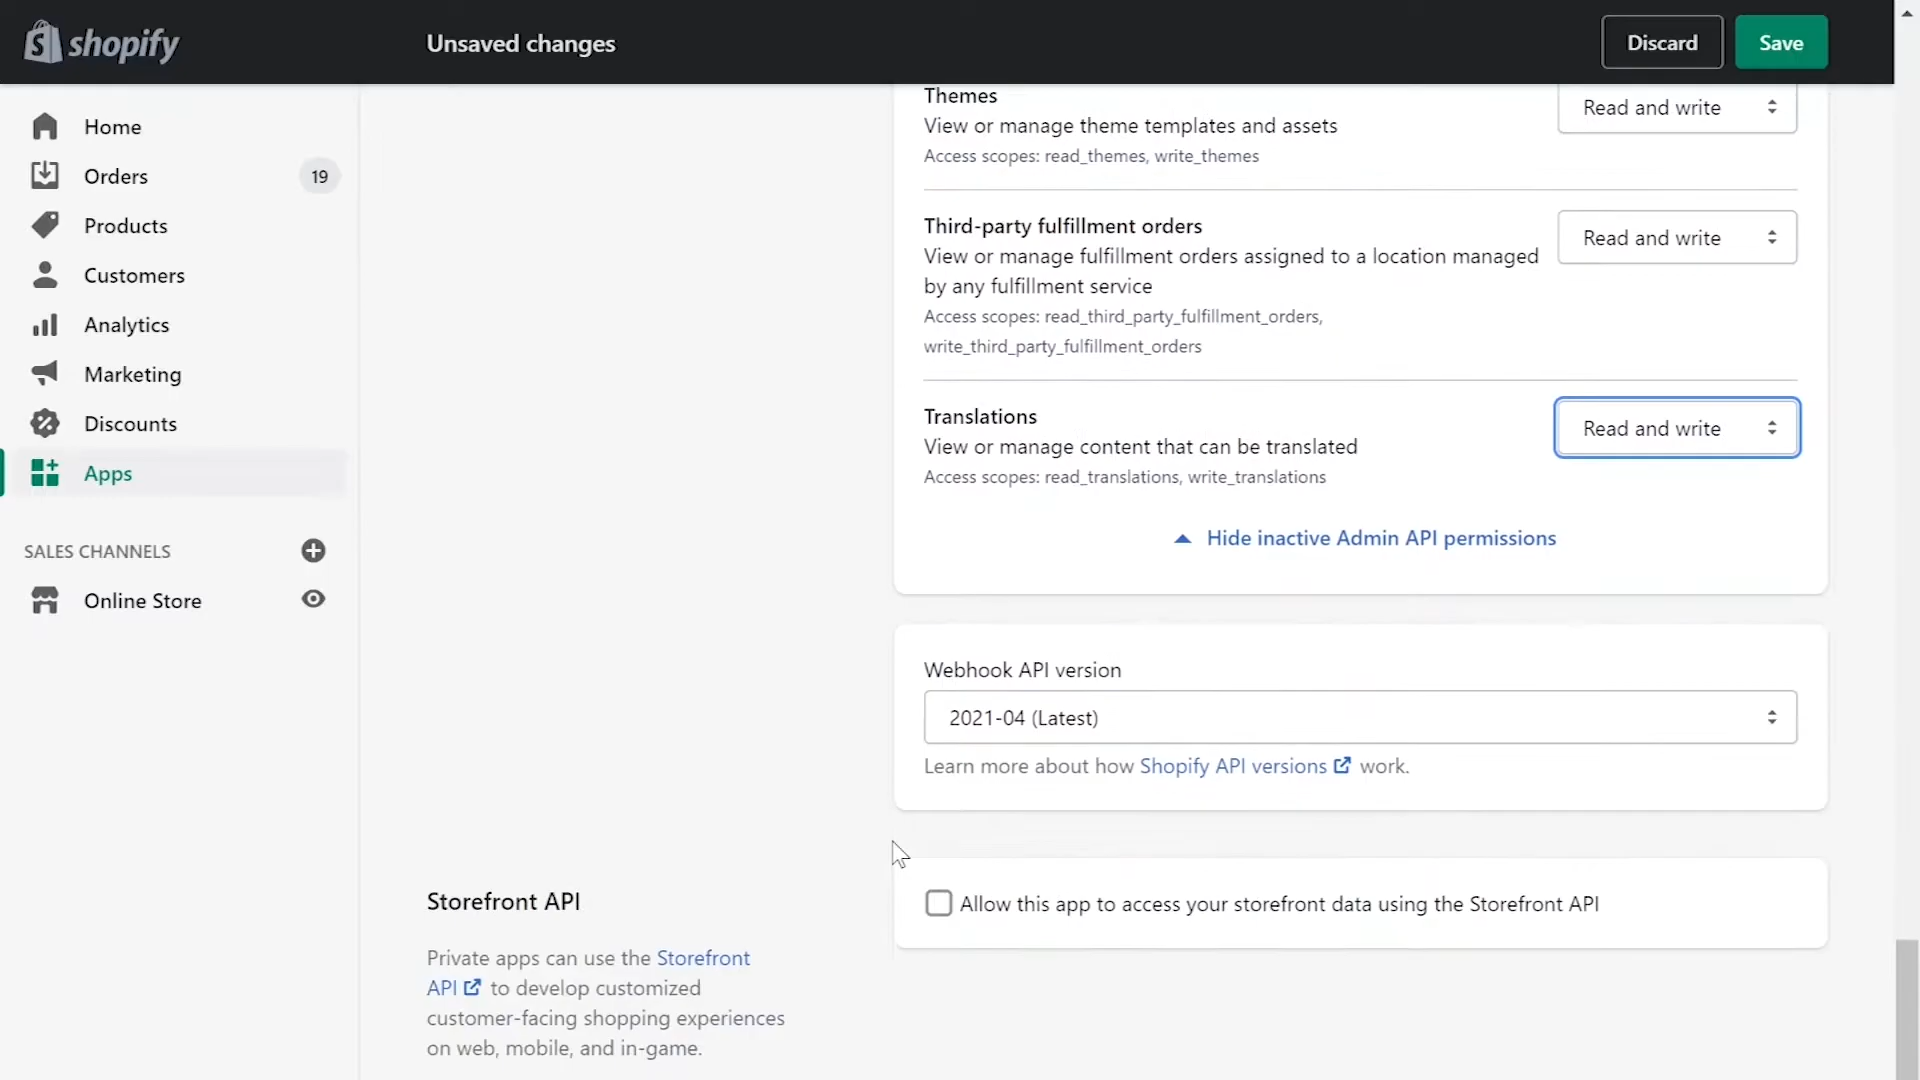 shopify
Unsaved changes
Discard
Save
Home
Orders
19
Products
Customers
Analytics
Marketing
Discounts
Apps
SALES CHANNELS
Online Store
Themes
View or manage theme templates and assets
Access scopes: read_themes, write_themes
Read and write
Third-party fulfillment orders
View or manage fulfillment orders assigned to a location managed
by any fulfillment service
Access scopes: read_third_party_fulfillment_orders,
write_third_party_fulfillment_orders
Read and write
Translations
View or manage content that can be translated
Access scopes: read_translations, write_translations
Read and write
Hide inactive Admin API permissions
Webhook API version
2021-04 (Latest)
Learn more about how Shopify API versions work.
Storefront API
Private apps can use the Storefront
API to develop customized
customer-facing shopping experiences
on web, mobile, and in-game.
Allow this app to access your storefront data using the Storefront API